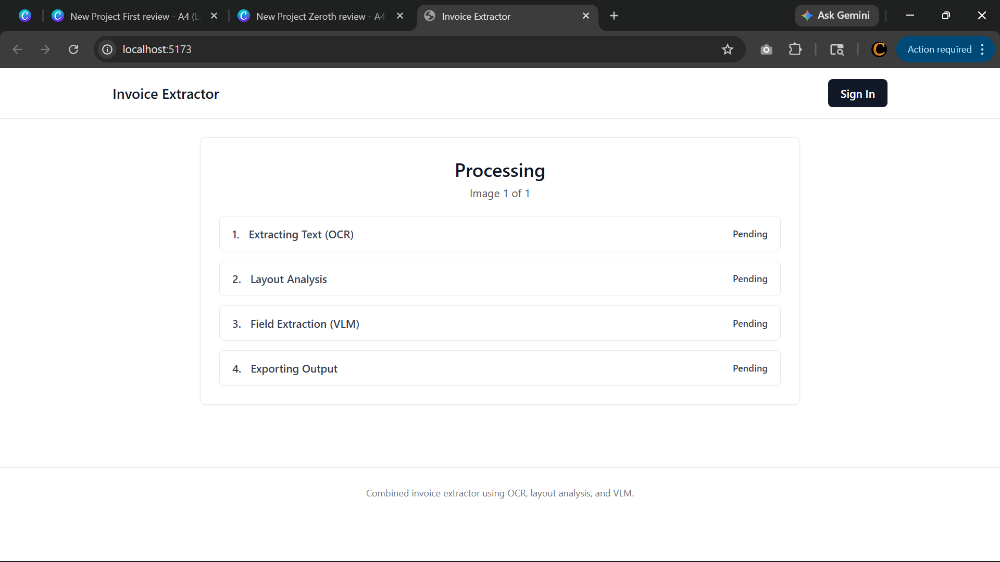 New Project First review - A4 (L
New Project Zeroth review - A4
Invoice Extractor
Ask Gemini
localhost:5173
Action required
Invoice Extractor
Sign In
Processing
Image 1 of 1
1. Extracting Text (OCR) Pending
2. Layout Analysis Pending
3. Field Extraction (VLM) Pending
4. Exporting Output Pending
Combined invoice extractor using OCR, layout analysis, and VLM.